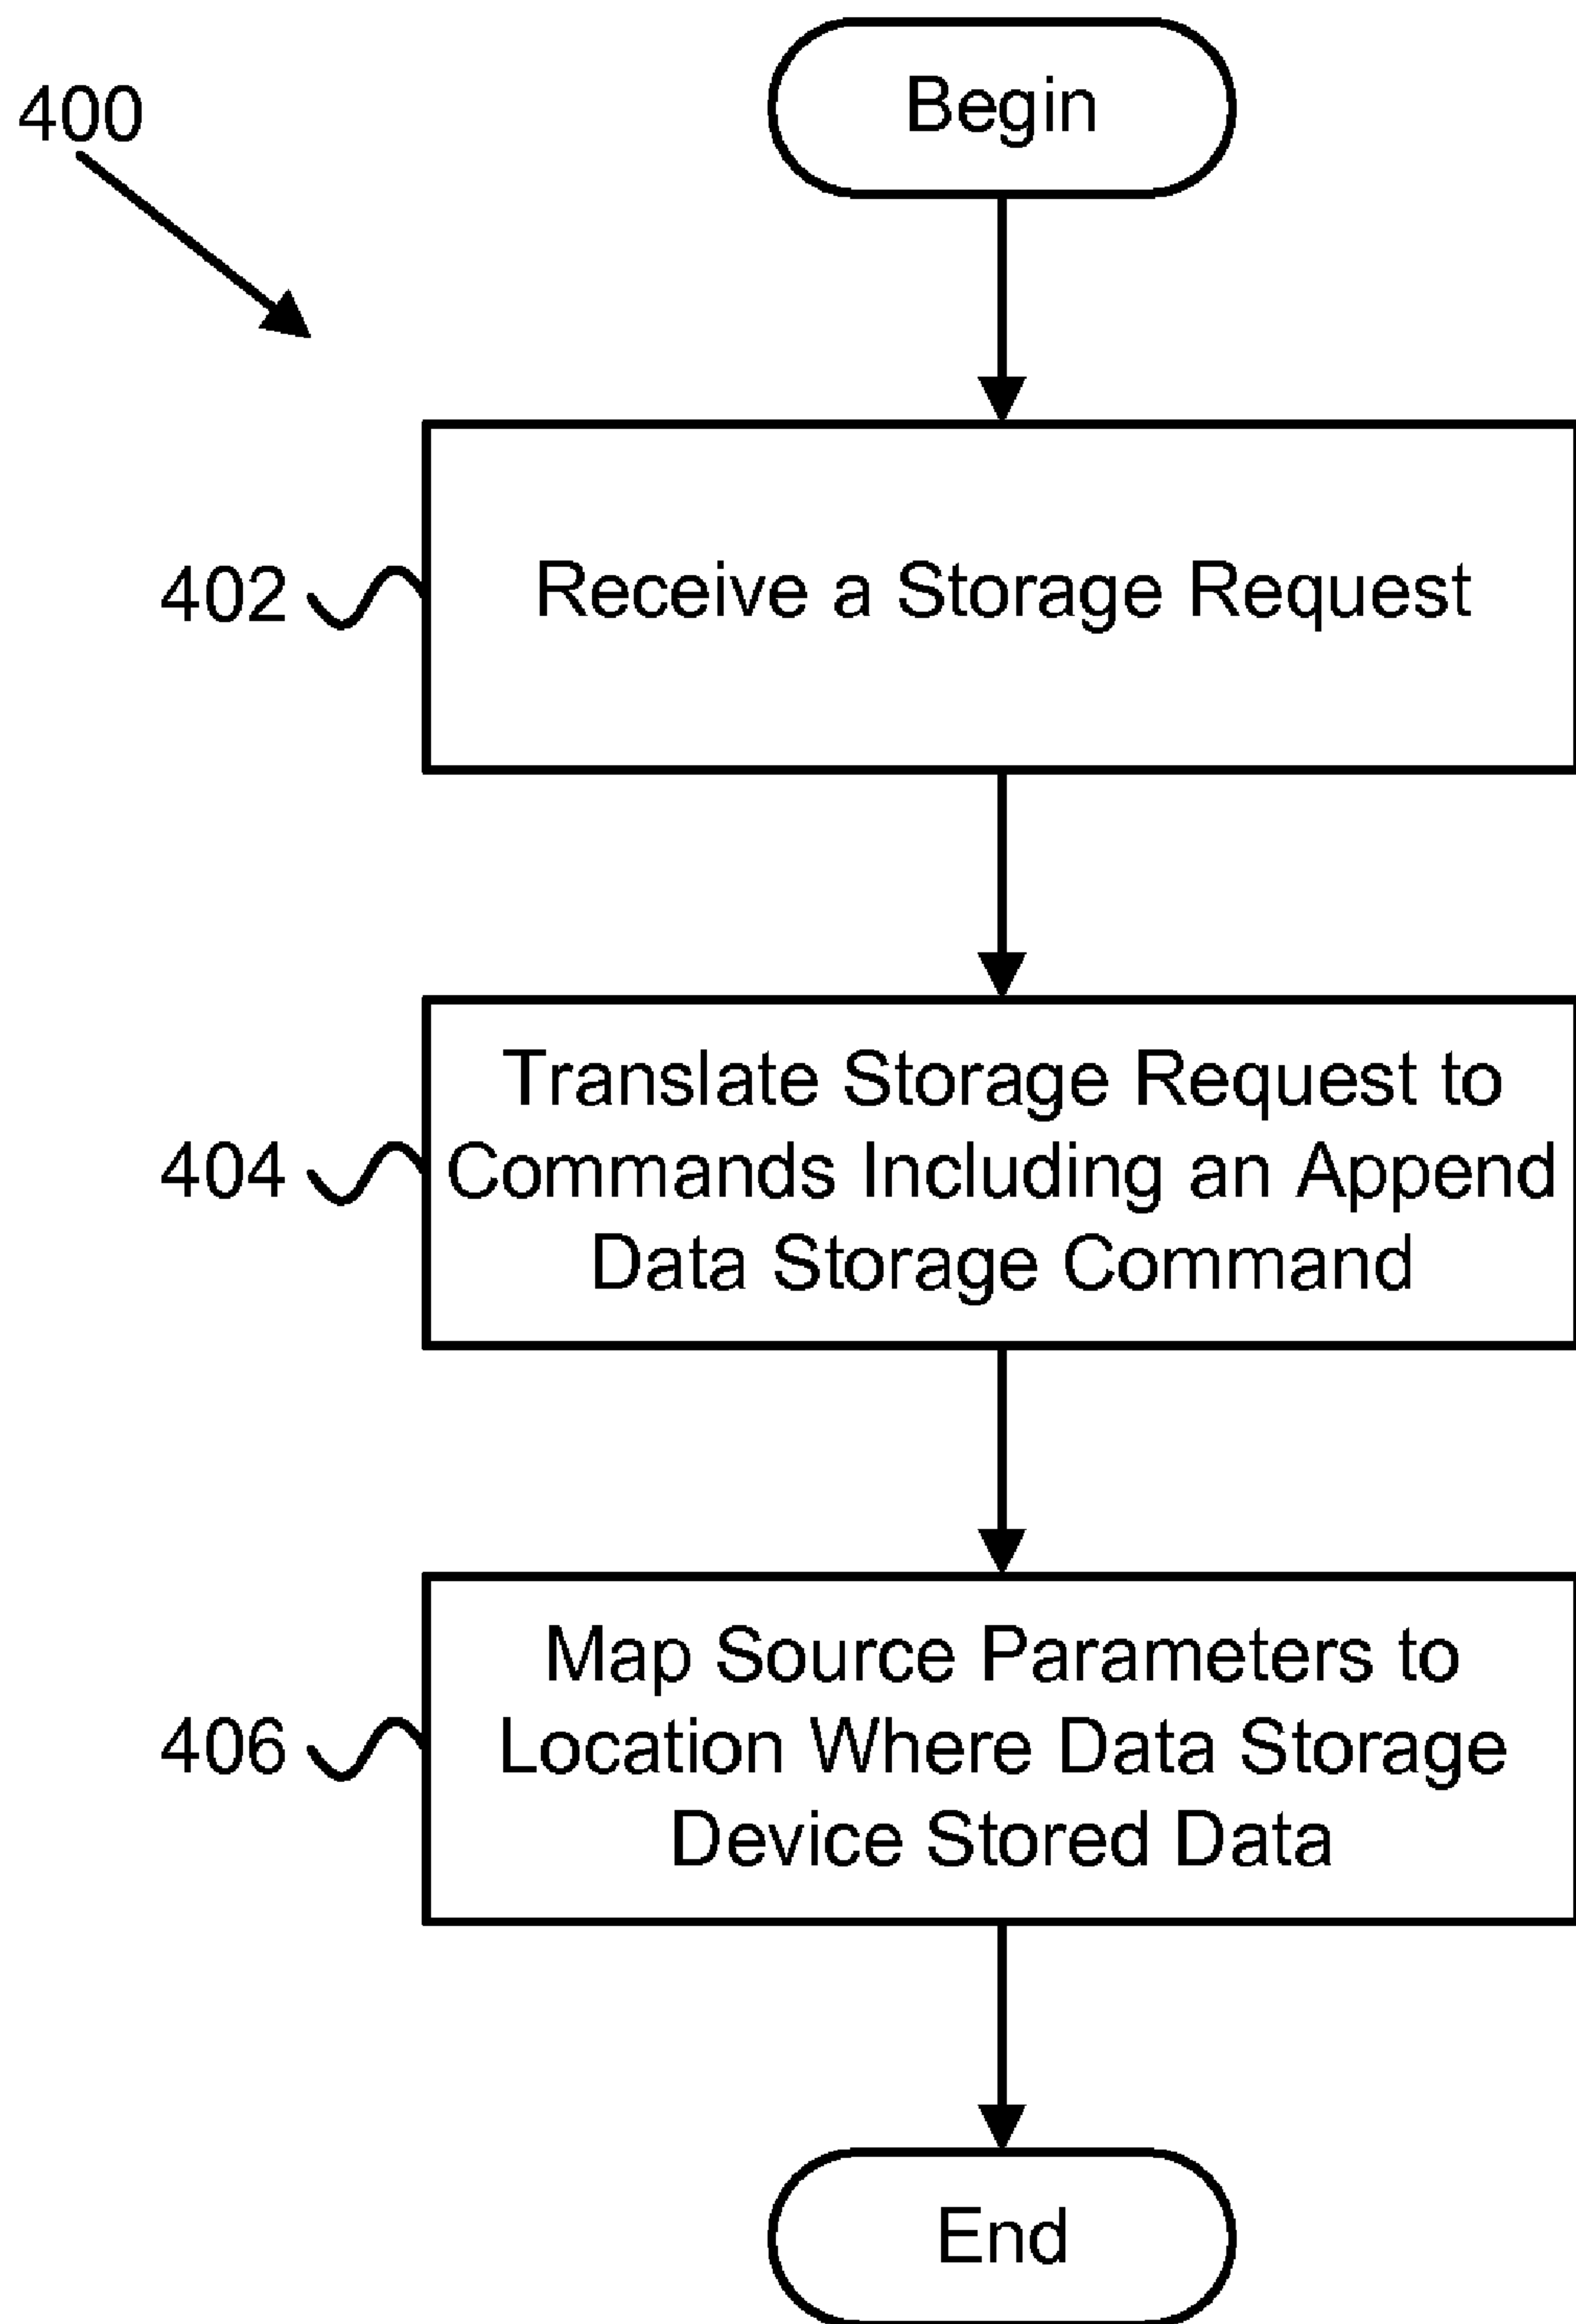 400
Begin
402
Receive a Storage Request
404
Translate Storage Request to
Commands Including an Append
Data Storage Command
406
Map Source Parameters to
Location Where Data Storage
Device Stored Data
End